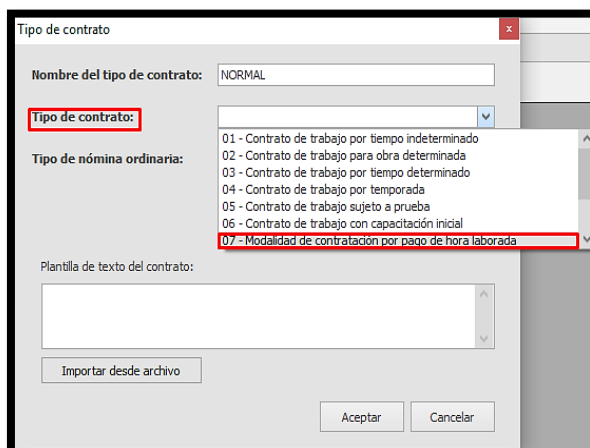 Tipo de contrato
x
Nombre del tipo de contrato: NORMAL
Tipo de contrato:
01 - Contrato de trabajo por tiempo indeterminado
02 - Contrato de trabajo para obra determinada
03 - Contrato de trabajo por tiempo determinado
04 - Contrato de trabajo por temporada
05 - Contrato de trabajo sujeto a prueba
06 - Contrato de trabajo con capacitación inicial
07 - Modalidad de contratación por pago de hora laborada
Tipo de nómina ordinaria:
Plantilla de texto del contrato:
Importar desde archivo
Aceptar Cancelar